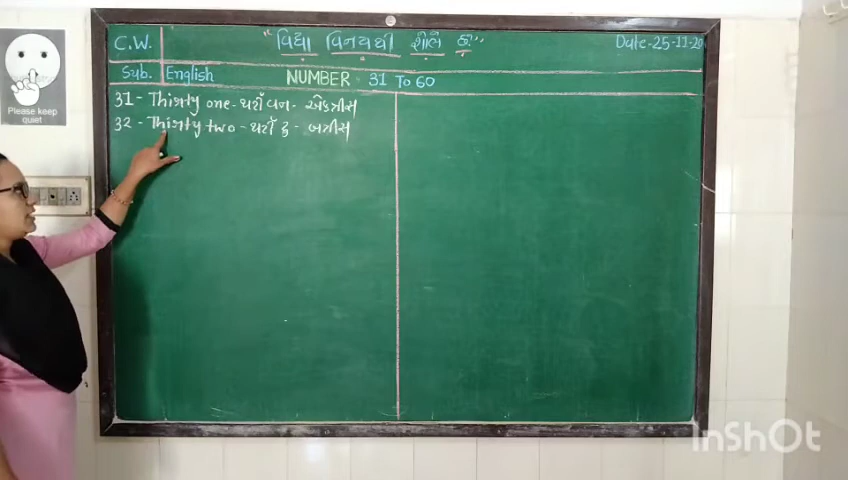 C.W.
"વિદ્યા વિનયથી શોભે છે."
Date-25-11-20
Sub. English
NUMBER - 31 TO 60
31 - Thirty one - થર્ટી વન - એકત્રીસ
32 - Thirty two - થર્ટી ટુ - બત્રીસ
Please keep
quiet
InShOt